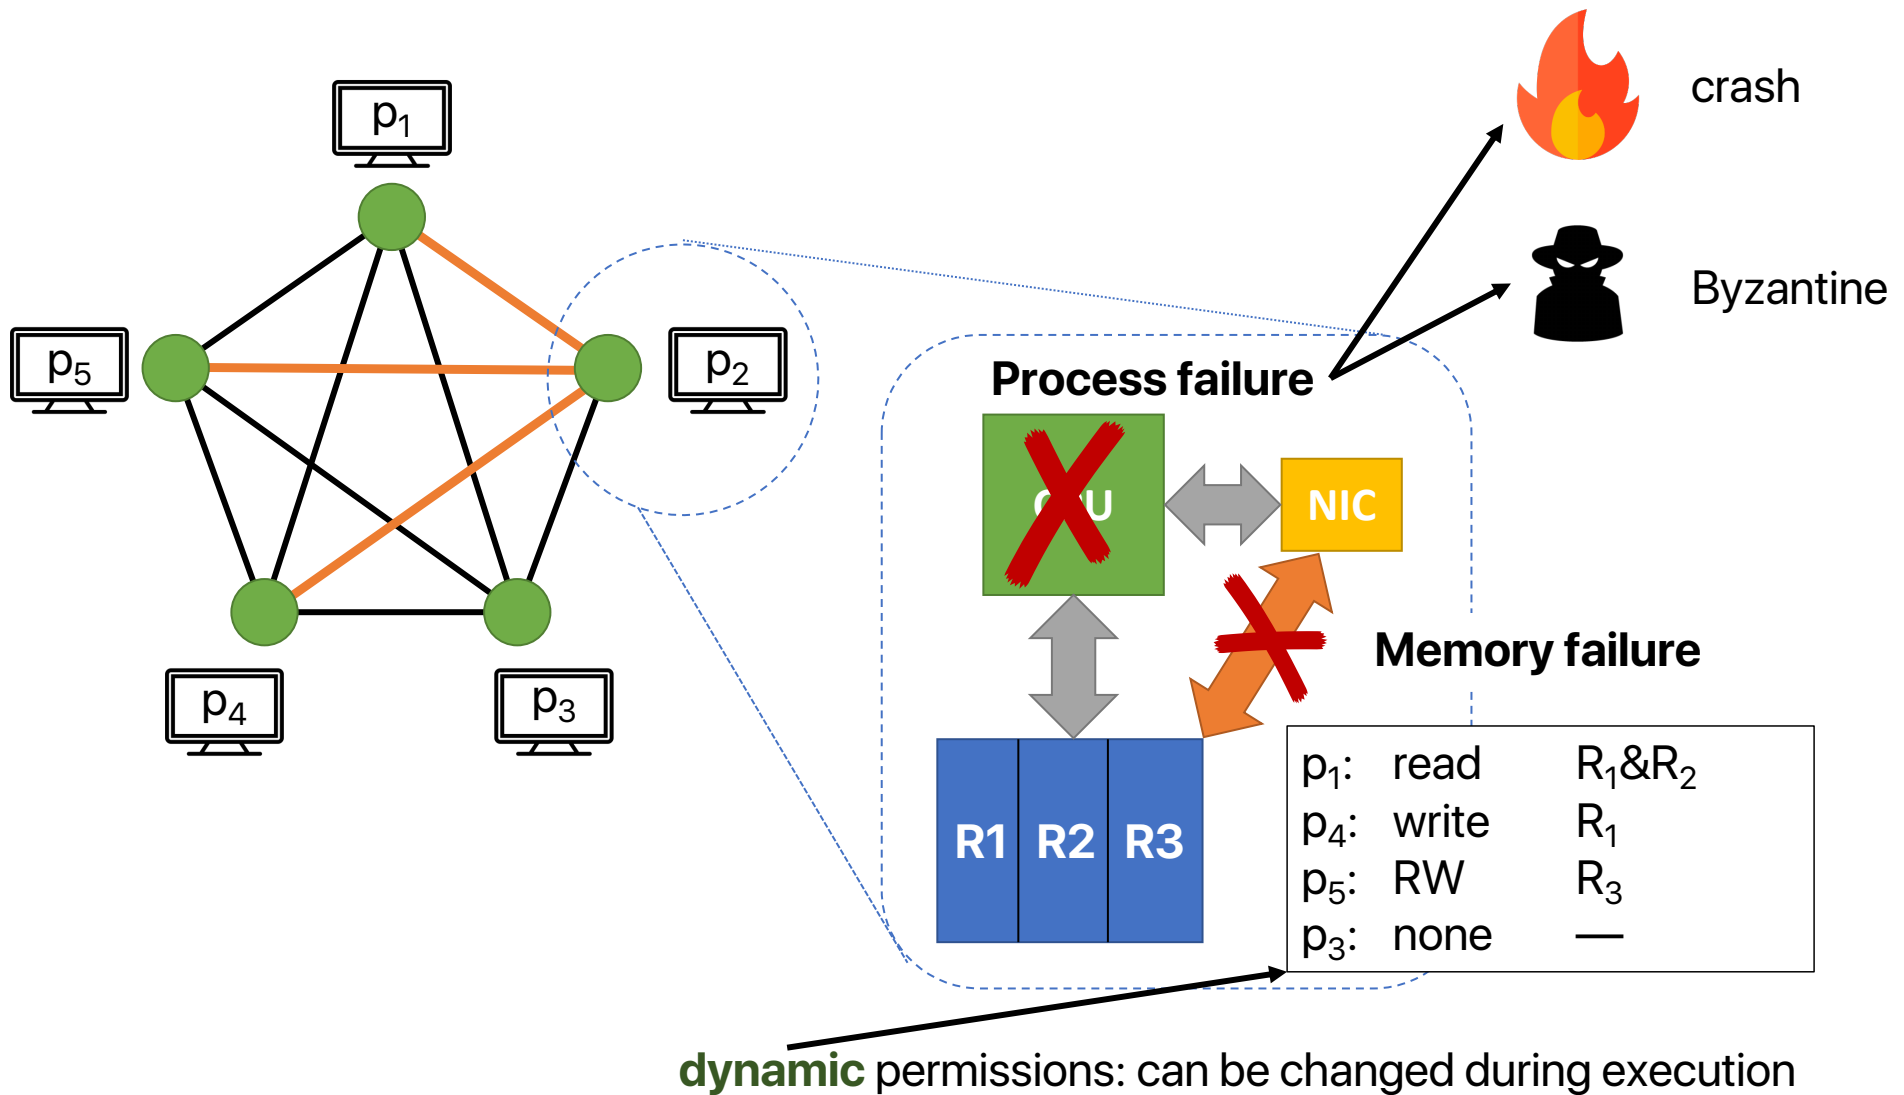 p1
p5
p2
p4
p3
crash
Byzantine
Process failure
NIC
Memory failure
R1
R2
R3
p1: read R1&R2
p4: write R1
p5: RW R3
p3: none —
dynamic permissions: can be changed during execution